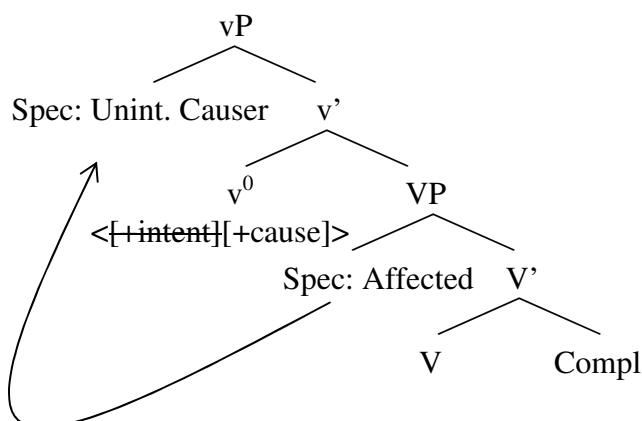 vP
Spec: Unint. Causer v’
v⁰ VP
<[+intent][+cause]>
Spec: Affected V’
V Compl